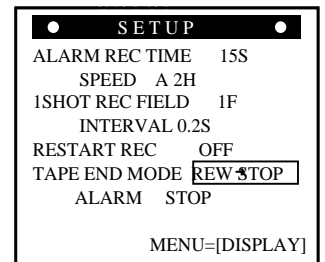 SETUP
ALARM REC TIME 15S
SPEED A 2H
1SHOT REC FIELD 1F
INTERVAL 0.2S
RESTART REC OFF
TAPE END MODE REW➔STOP
ALARM STOP
MENU=[DISPLAY]